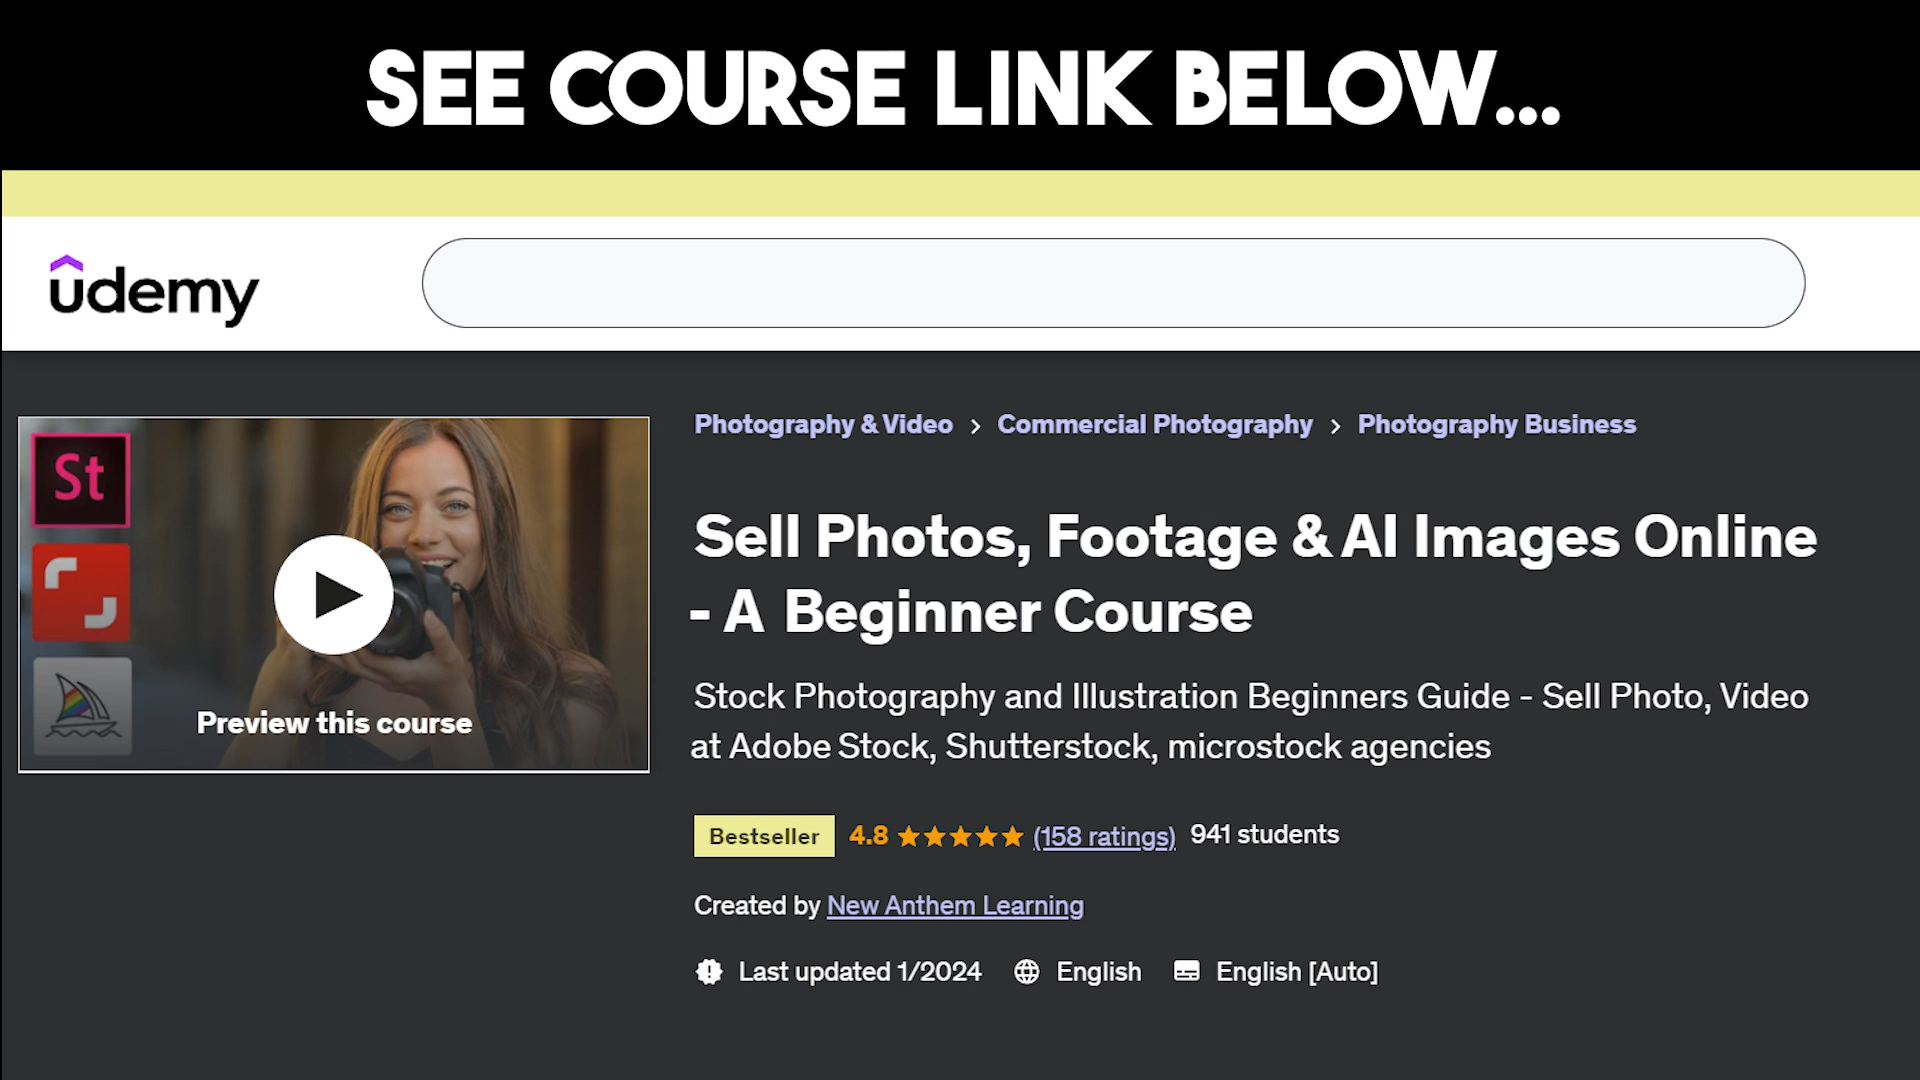 SEE COURSE LINK BELOW...
udemy
Photography & Video > Commercial Photography > Photography Business
St
Sell Photos, Footage & AI Images Online
- A Beginner Course
Preview this course
Stock Photography and Illustration Beginners Guide - Sell Photo, Video
at Adobe Stock, Shutterstock, microstock agencies
Bestseller 4.8 (158 ratings) 941 students
Created by New Anthem Learning
Last updated 1/2024 English English [Auto]